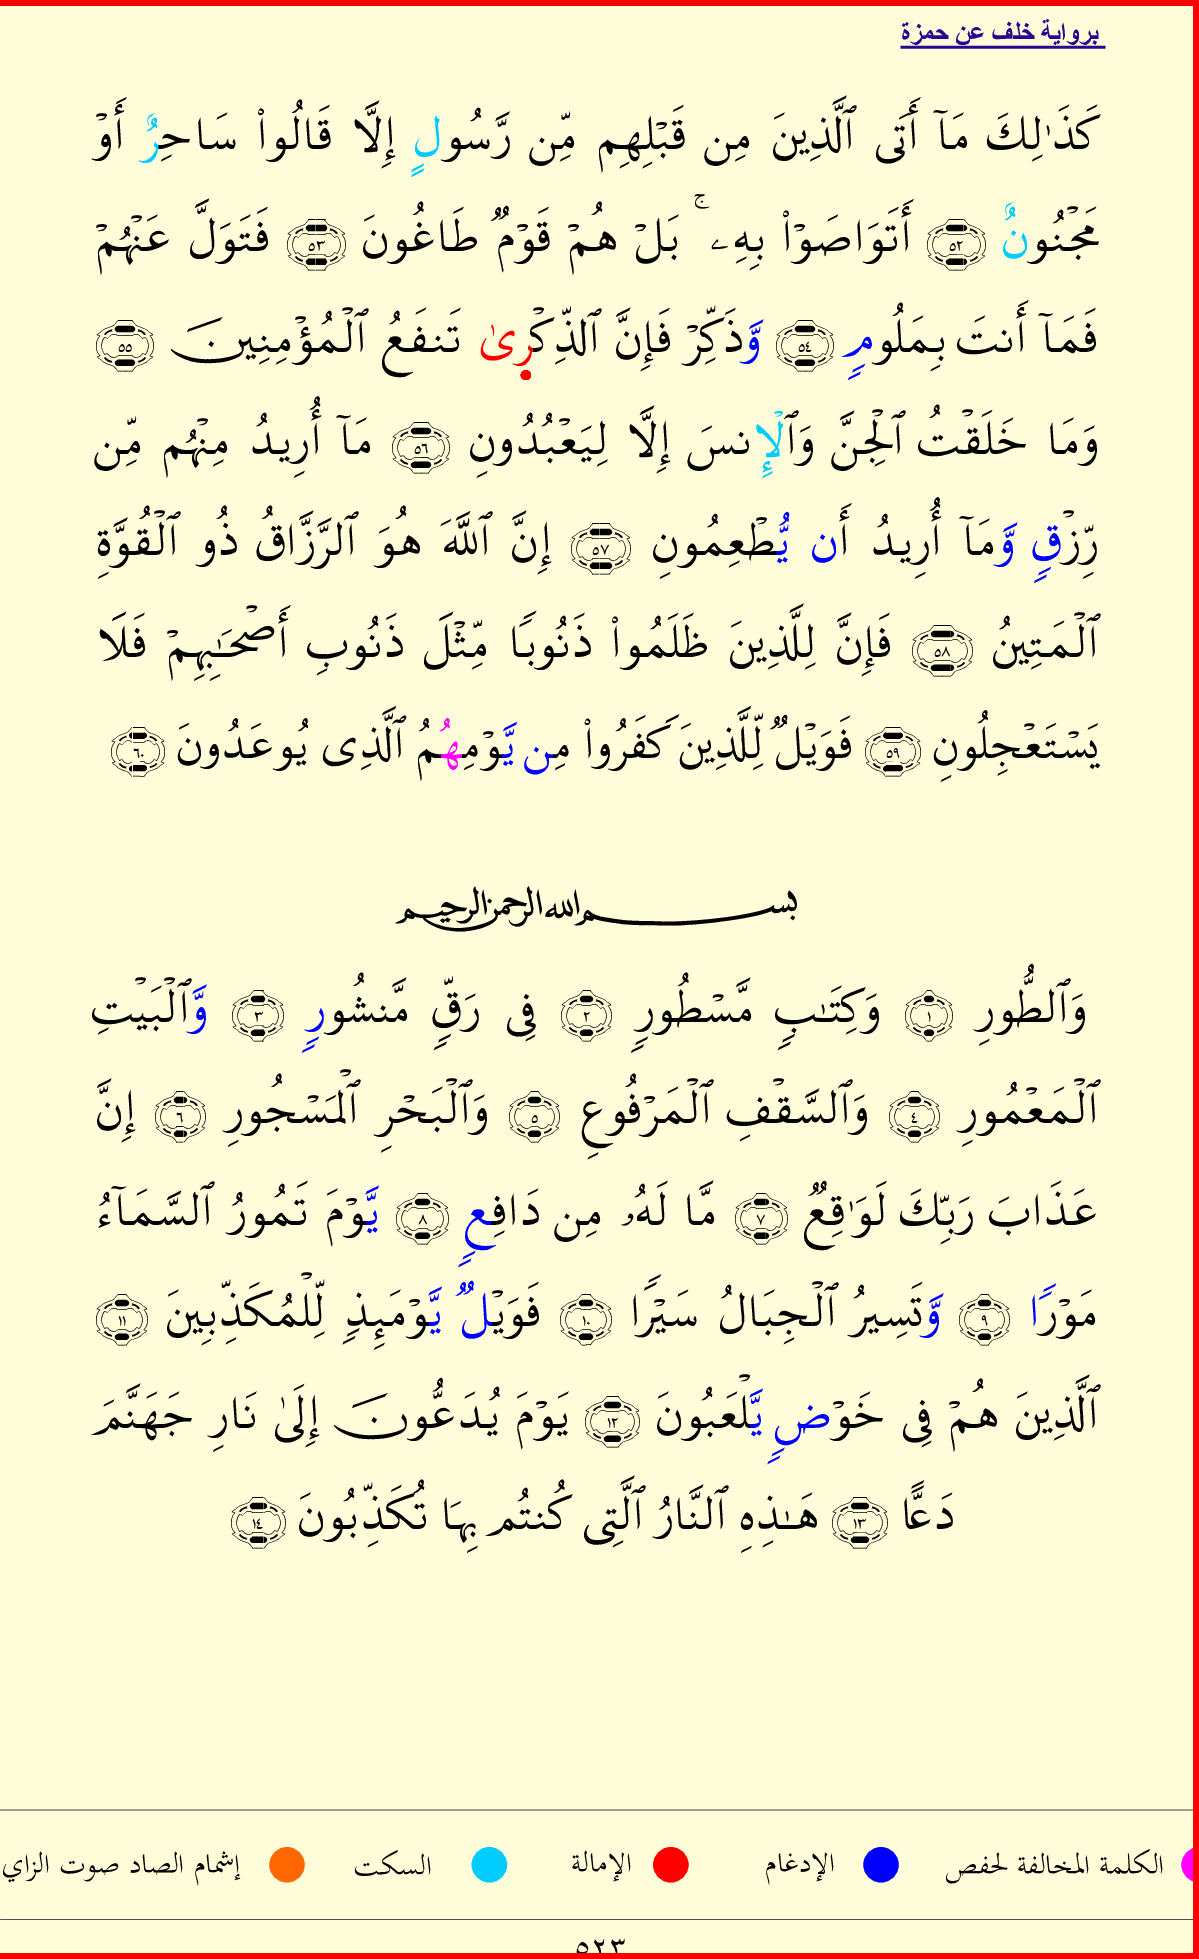 برواية خلف عن حمزة
كَذَٰلِكَ مَآ أَتَى ٱلَّذِينَ مِن قَبْلِهِم مِّن رَّسُولٍ إِلَّا قَالُوا۟ سَاحِرٌ أَوْ
مَجْنُونٌ ٥٢ أَتَوَاصَوْا۟ بِهِۦ ۚ بَلْ هُمْ قَوْمٌ طَاغُونَ ٥٣ فَتَوَلَّ عَنْهُمْ
فَمَآ أَنتَ بِمَلُومٍ ٥٤ وَّذَكِّرْ فَإِنَّ ٱلذِّكْرىٰ تَنفَعُ ٱلْمُؤْمِنِينَ ٥٥
وَمَا خَلَقْتُ ٱلْجِنَّ وَٱلْإِنسَ إِلَّا لِيَعْبُدُونِ ٥٦ مَآ أُرِيدُ مِنْهُم مِّن
رِّزْقٍ وَّمَآ أُرِيدُ أَن يُّطْعِمُونِ ٥٧ إِنَّ ٱللَّهَ هُوَ ٱلرَّزَّاقُ ذُو ٱلْقُوَّةِ
ٱلْمَتِينُ ٥٨ فَإِنَّ لِلَّذِينَ ظَلَمُوا۟ ذَنُوبًا مِّثْلَ ذَنُوبِ أَصْحَـٰبِهِمْ فَلَا
يَسْتَعْجِلُونِ ٥٩ فَوَيْلٌ لِّلَّذِينَ كَفَرُوا۟ مِن يَّوْمِهُمُ ٱلَّذِى يُوعَدُونَ ٦٠
بسم الله الرحمن الرحيم
وَٱلطُّورِ ١ وَكِتَـٰبٍ مَّسْطُورٍ ٢ فِى رَقٍّ مَّنشُورٍ ٣ وَّٱلْبَيْتِ
ٱلْمَعْمُورِ ٤ وَٱلسَّقْفِ ٱلْمَرْفُوعِ ٥ وَٱلْبَحْرِ ٱلْمَسْجُورِ ٦ إِنَّ
عَذَابَ رَبِّكَ لَوَٰقِعٌ ٧ مَّا لَهُۥ مِن دَافِعٍ ٨ يَّوْمَ تَمُورُ ٱلسَّمَآءُ
مَوْرًا ٩ وَّتَسِيرُ ٱلْجِبَالُ سَيْرًا ١٠ فَوَيْلٌ يَّوْمَئِذٍ لِّلْمُكَذِّبِينَ ١١
ٱلَّذِينَ هُمْ فِى خَوْضٍ يَّلْعَبُونَ ١٢ يَوْمَ يُدَعُّونَ إِلَىٰ نَارِ جَهَنَّمَ
دَعًّا ١٣ هَـٰذِهِ ٱلنَّارُ ٱلَّتِى كُنتُم بِهَا تُكَذِّبُونَ ١٤
الكلمة المخالفة لحفص الإدغام الإمالة السكت إشمام الصاد صوت الزاي
٥٢٣